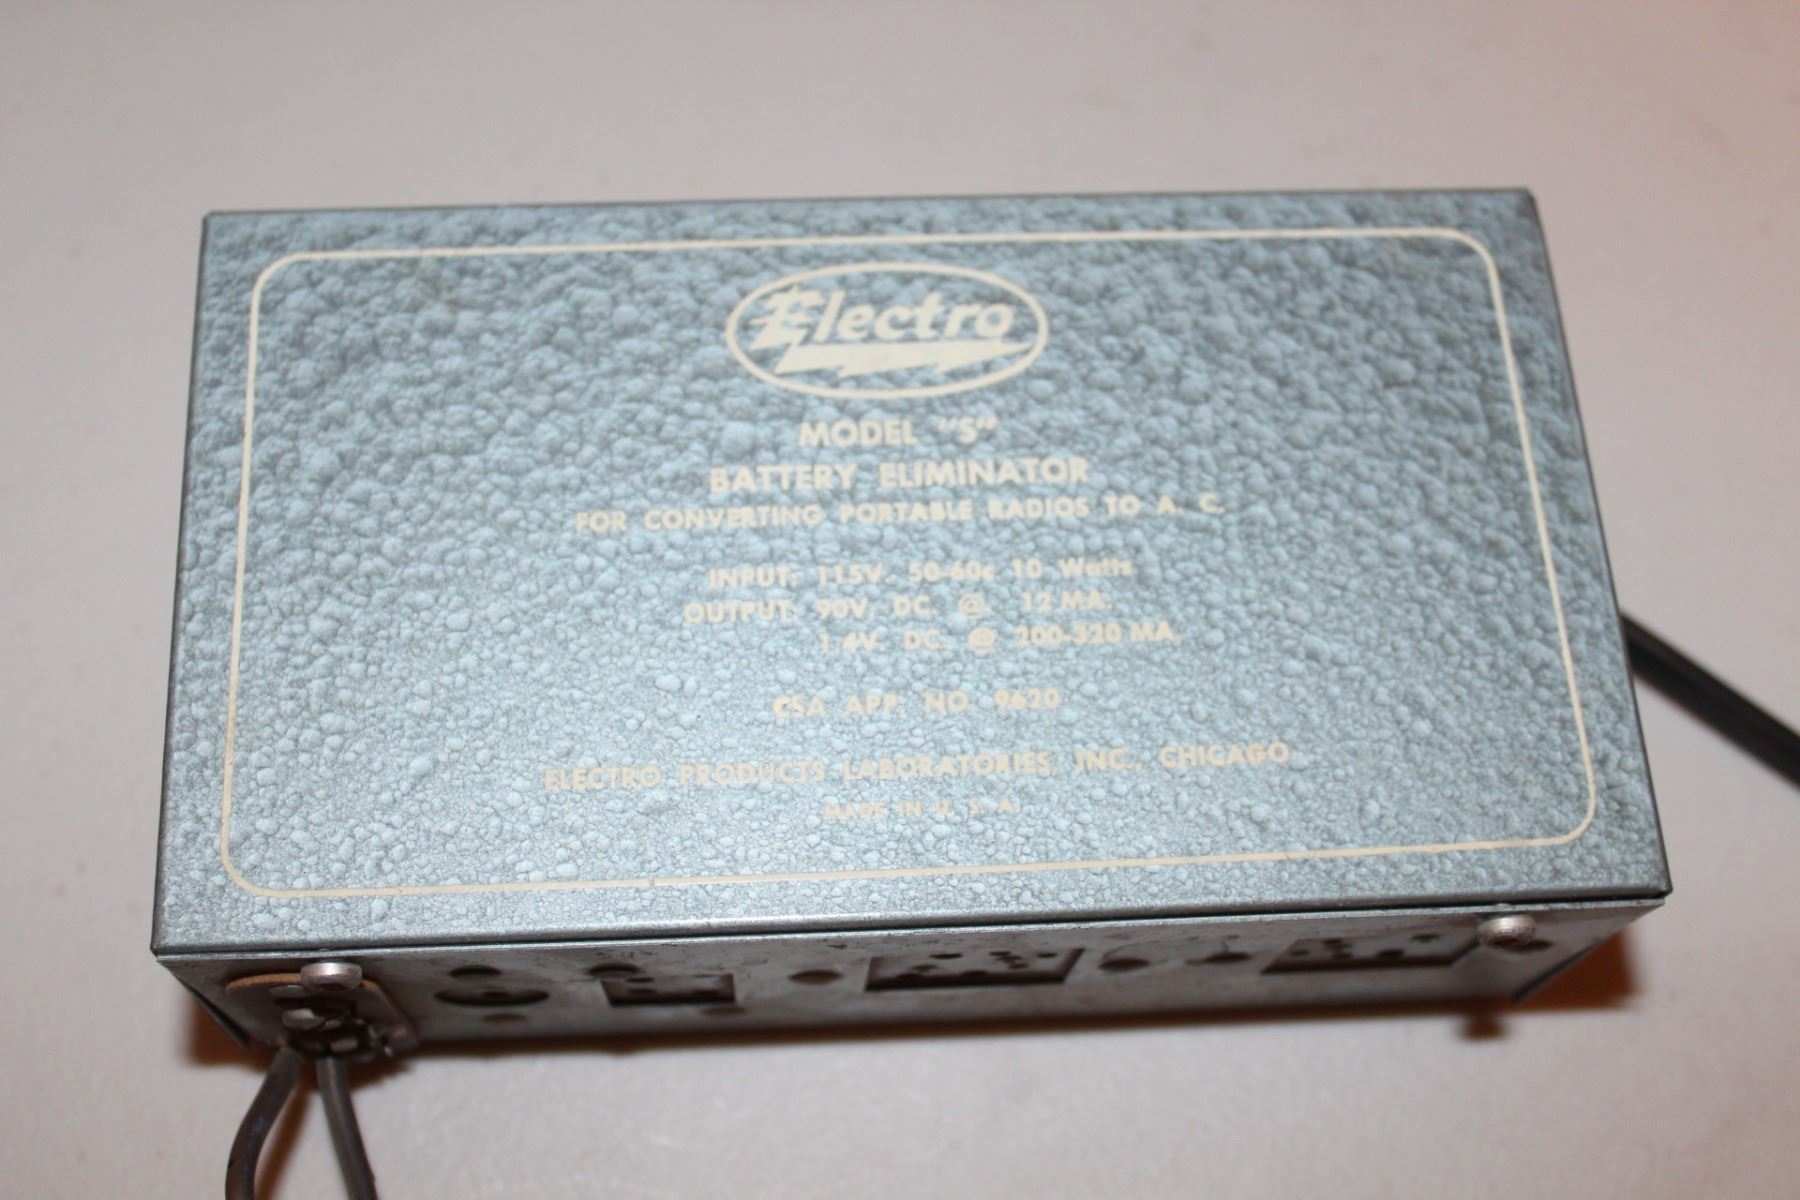 Electro
MODEL "S"
BATTERY ELIMINATOR
FOR CONVERTING PORTABLE RADIOS TO A. C.
INPUT: 115V. 50-60c 10 Watts
OUTPUT: 90V. DC. @ 12 MA.
1.4V. DC. @ 200-320 MA.
CSA APP. NO. 9620
ELECTRO PRODUCTS LABORATORIES, INC., CHICAGO
MADE IN U. S. A.